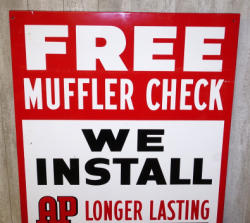 FREE
MUFFLER CHECK
WE
INSTALL
AP LONGER LASTING